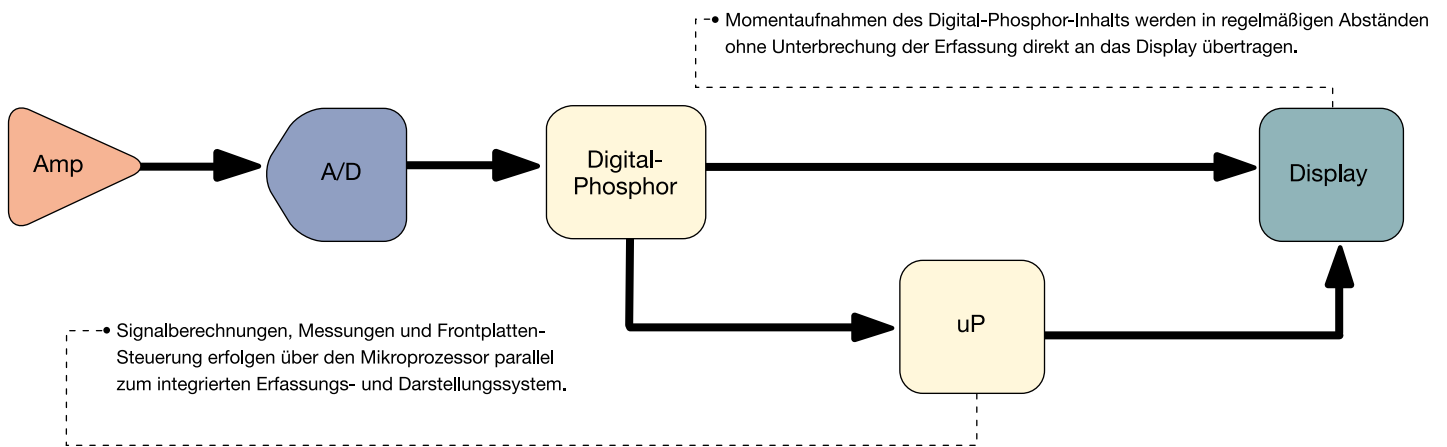 • Momentaufnahmen des Digital-Phosphor-Inhalts werden in regelmäßigen Abständen
ohne Unterbrechung der Erfassung direkt an das Display übertragen.
Amp
A/D
Digital-
Phosphor
Display
uP
• Signalberechnungen, Messungen und Frontplatten-
Steuerung erfolgen über den Mikroprozessor parallel
zum integrierten Erfassungs- und Darstellungssystem.